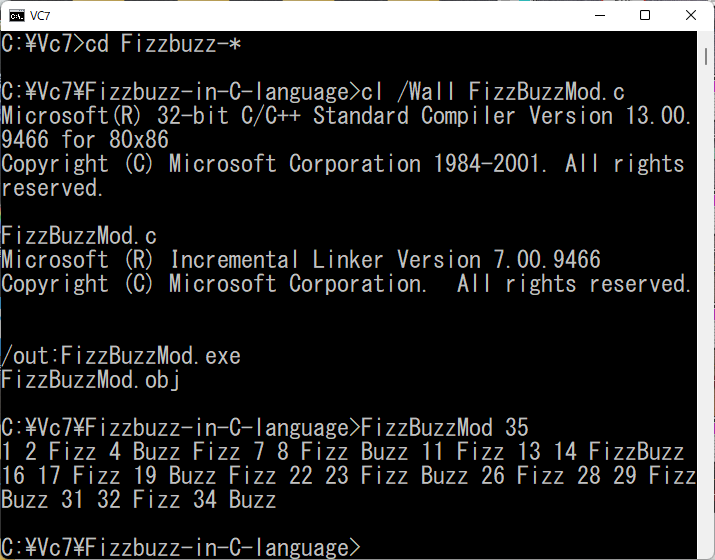 VC7
C:¥Vc7>cd Fizzbuzz-*
C:¥Vc7¥Fizzbuzz-in-C-language>cl /Wall FizzBuzzMod.c
Microsoft(R) 32-bit C/C++ Standard Compiler Version 13.00.
9466 for 80x86
Copyright (C) Microsoft Corporation 1984-2001. All rights
reserved.
FizzBuzzMod.c
Microsoft (R) Incremental Linker Version 7.00.9466
Copyright (C) Microsoft Corporation.  All rights reserved.
/out:FizzBuzzMod.exe
FizzBuzzMod.obj
C:¥Vc7¥Fizzbuzz-in-C-language>FizzBuzzMod 35
1 2 Fizz 4 Buzz Fizz 7 8 Fizz Buzz 11 Fizz 13 14 FizzBuzz
16 17 Fizz 19 Buzz Fizz 22 23 Fizz Buzz 26 Fizz 28 29 Fizz
Buzz 31 32 Fizz 34 Buzz
C:¥Vc7¥Fizzbuzz-in-C-language>